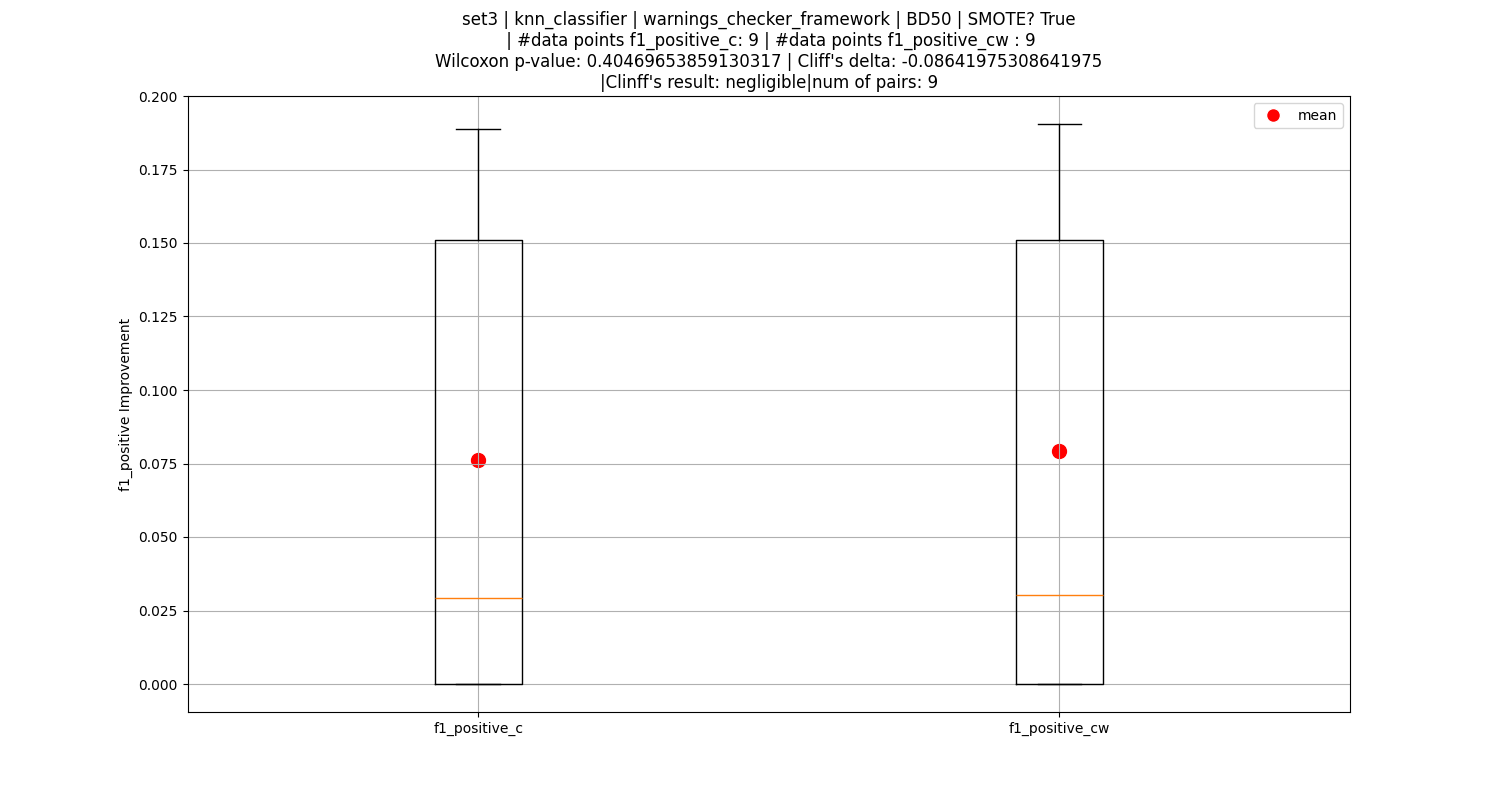 set3 | knn_classifier | warnings_checker_framework | BD50 | SMOTE? True
| #data points f1_positive_c: 9 | #data points f1_positive_cw : 9
Wilcoxon p-value: 0.40469653859130317 | Cliff's delta: -0.08641975308641975
|Clinff's result: negligible|num of pairs: 9
mean
f1_positive Improvement
0.200
0.175
0.150
0.125
0.100
0.075
0.050
0.025
0.000
f1_positive_c
f1_positive_cw